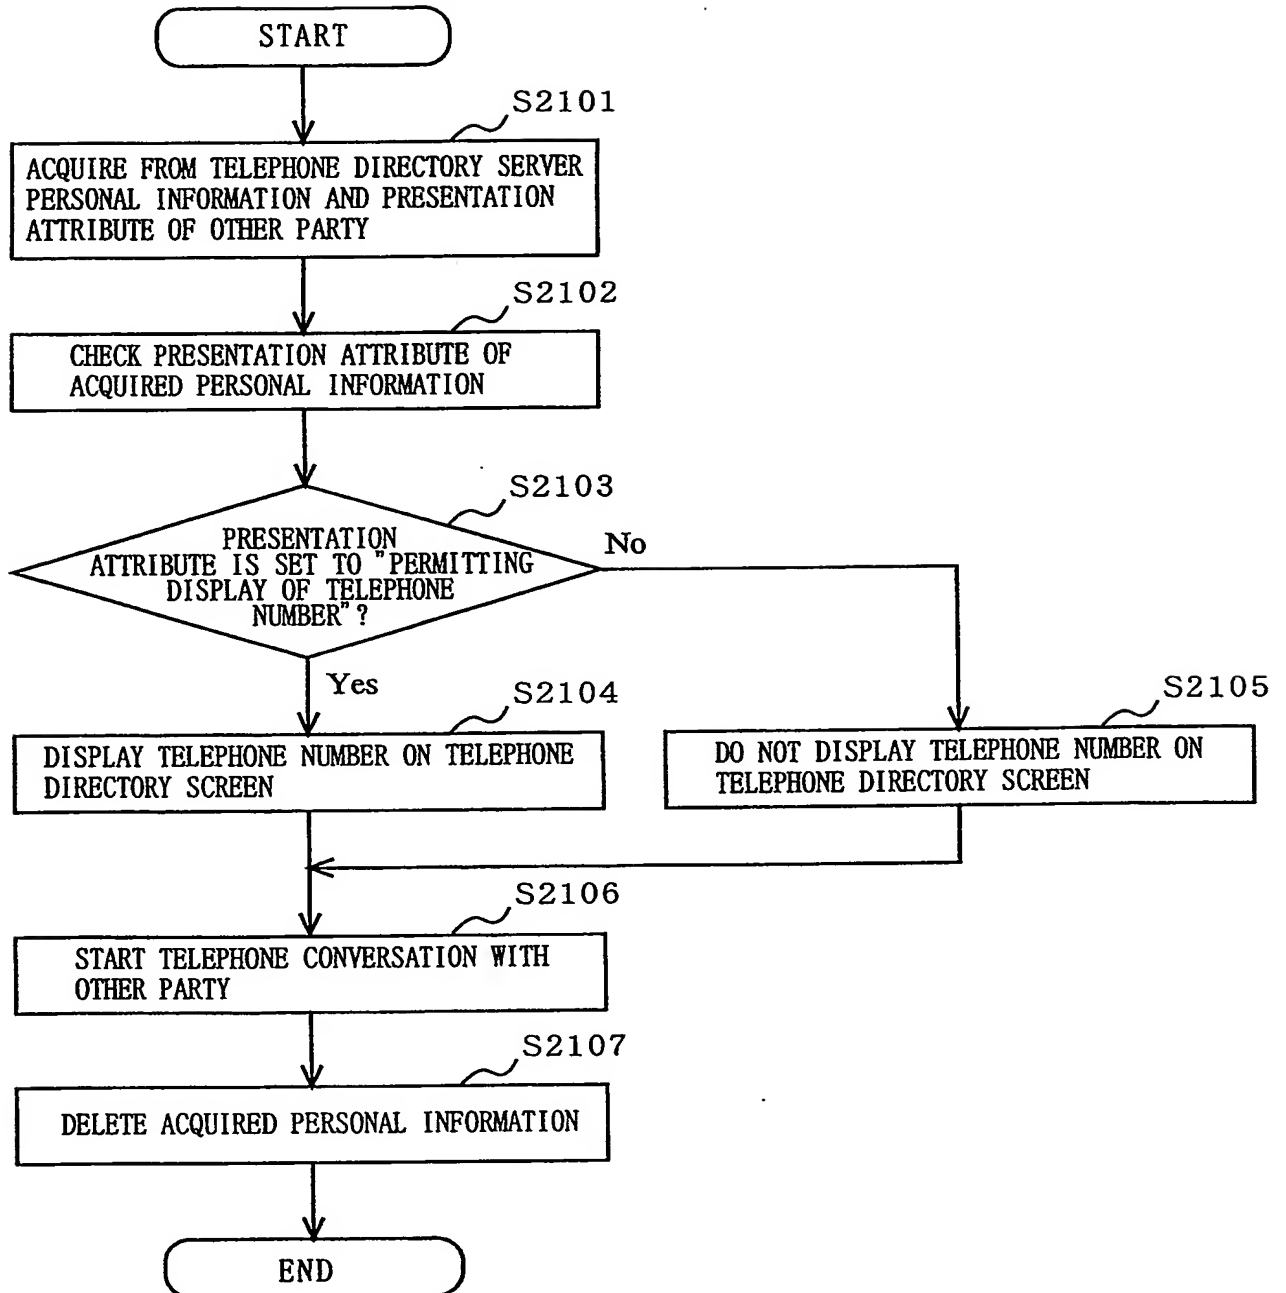 START
S2101
ACQUIRE FROM TELEPHONE DIRECTORY SERVER
PERSONAL INFORMATION AND PRESENTATION
ATTRIBUTE OF OTHER PARTY
S2102
CHECK PRESENTATION ATTRIBUTE OF
ACQUIRED PERSONAL INFORMATION
S2103
PRESENTATION
ATTRIBUTE IS SET TO "PERMITTING
DISPLAY OF TELEPHONE
NUMBER"?
No
Yes
S2104
DISPLAY TELEPHONE NUMBER ON TELEPHONE
DIRECTORY SCREEN
S2105
DO NOT DISPLAY TELEPHONE NUMBER ON
TELEPHONE DIRECTORY SCREEN
S2106
START TELEPHONE CONVERSATION WITH
OTHER PARTY
S2107
DELETE ACQUIRED PERSONAL INFORMATION
END